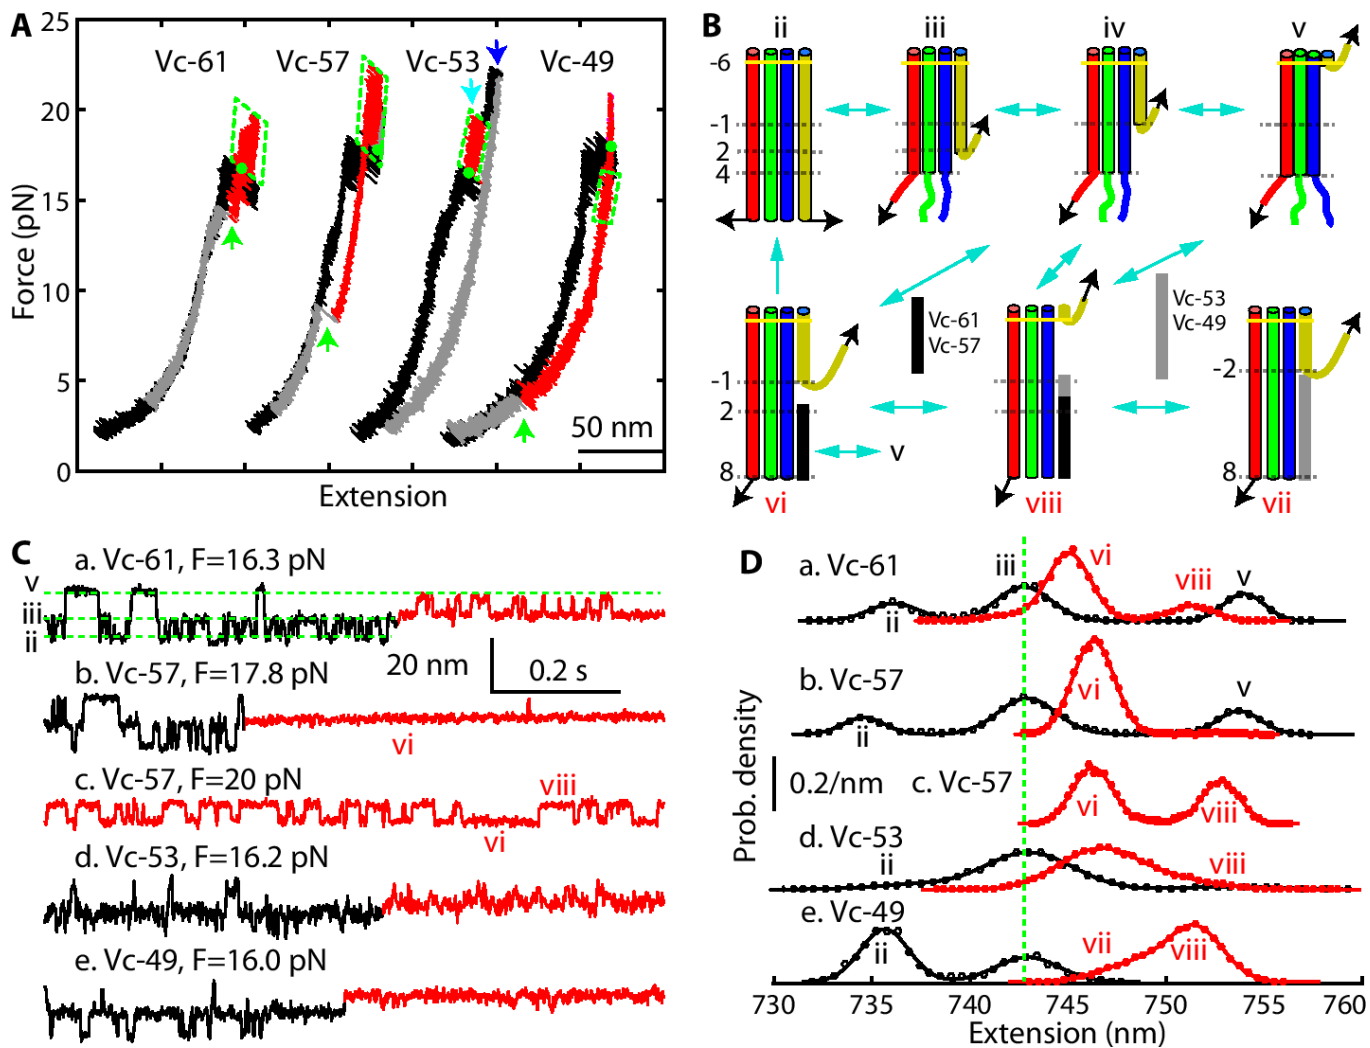 A
25
20
15
10
5
0
Force (pN)
Vc-61
Vc-57
Vc-53
Vc-49
50 nm
Extension
B
ii
iii
iv
v
-6
-1
2
4
Vc-61
Vc-57
Vc-53
Vc-49
-1
2
8
v
-2
8
vi
viii
vii
C
a. Vc-61, F=16.3 pN
v
iii
ii
20 nm
0.2 s
b. Vc-57, F=17.8 pN
vi
c. Vc-57, F=20 pN
viii
vi
d. Vc-53, F=16.2 pN
e. Vc-49, F=16.0 pN
D
Prob. density
a. Vc-61
ii
iii
vi
viii
v
b. Vc-57
ii
vi
v
0.2/nm
c. Vc-57
vi
viii
d. Vc-53
ii
viii
e. Vc-49
ii
vii
viii
730
735
740
745
750
755
760
Extension (nm)